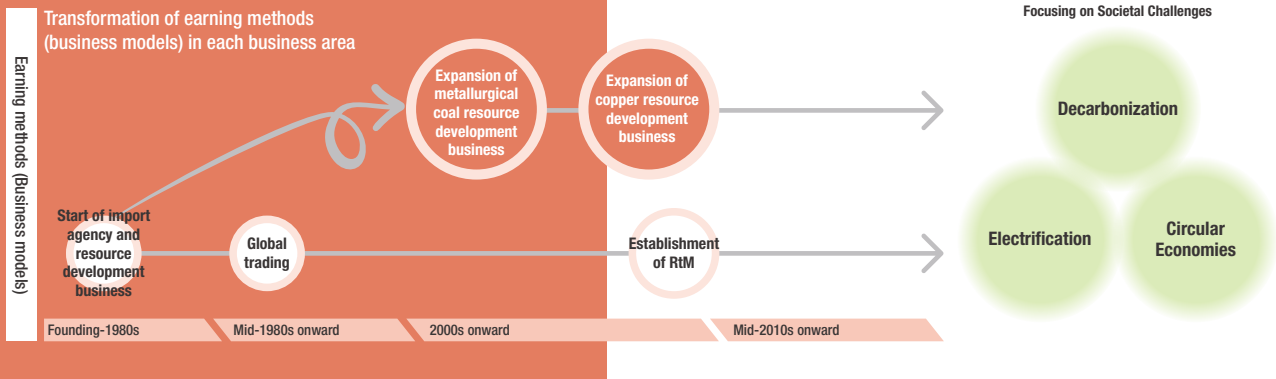 Transformation of earning methods
(business models) in each business area
Focusing on Societal Challenges
Earning methods (Business models)
Expansion of
metallurgical
coal resource
development
business
Expansion of
copper resource
development
business
Decarbonization
Start of import
agency and
resource
development
business
Global
trading
Establishment
of RtM
Electrification
Circular
Economies
Founding-1980s
Mid-1980s onward
2000s onward
Mid-2010s onward